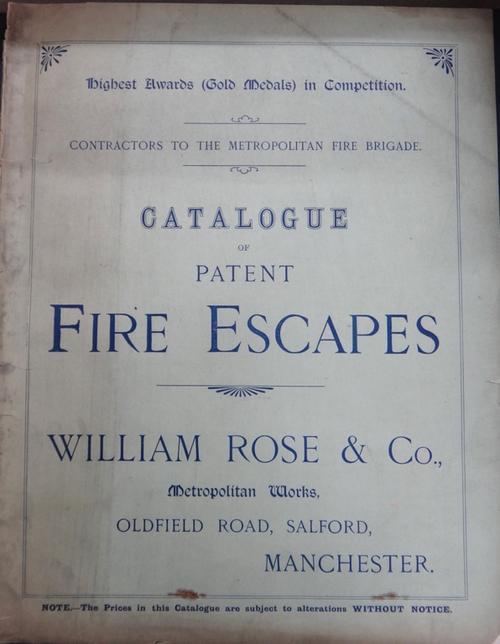 Highest Awards (Gold Medals) in Competition.
CONTRACTORS TO THE METROPOLITAN FIRE BRIGADE.
CATALOGUE
OF
PATENT
FIRE ESCAPES
WILLIAM ROSE & Co.,
Metropolitan Works,
OLDFIELD ROAD, SALFORD,
MANCHESTER.
NOTE.—The Prices in this Catalogue are subject to alterations WITHOUT NOTICE.